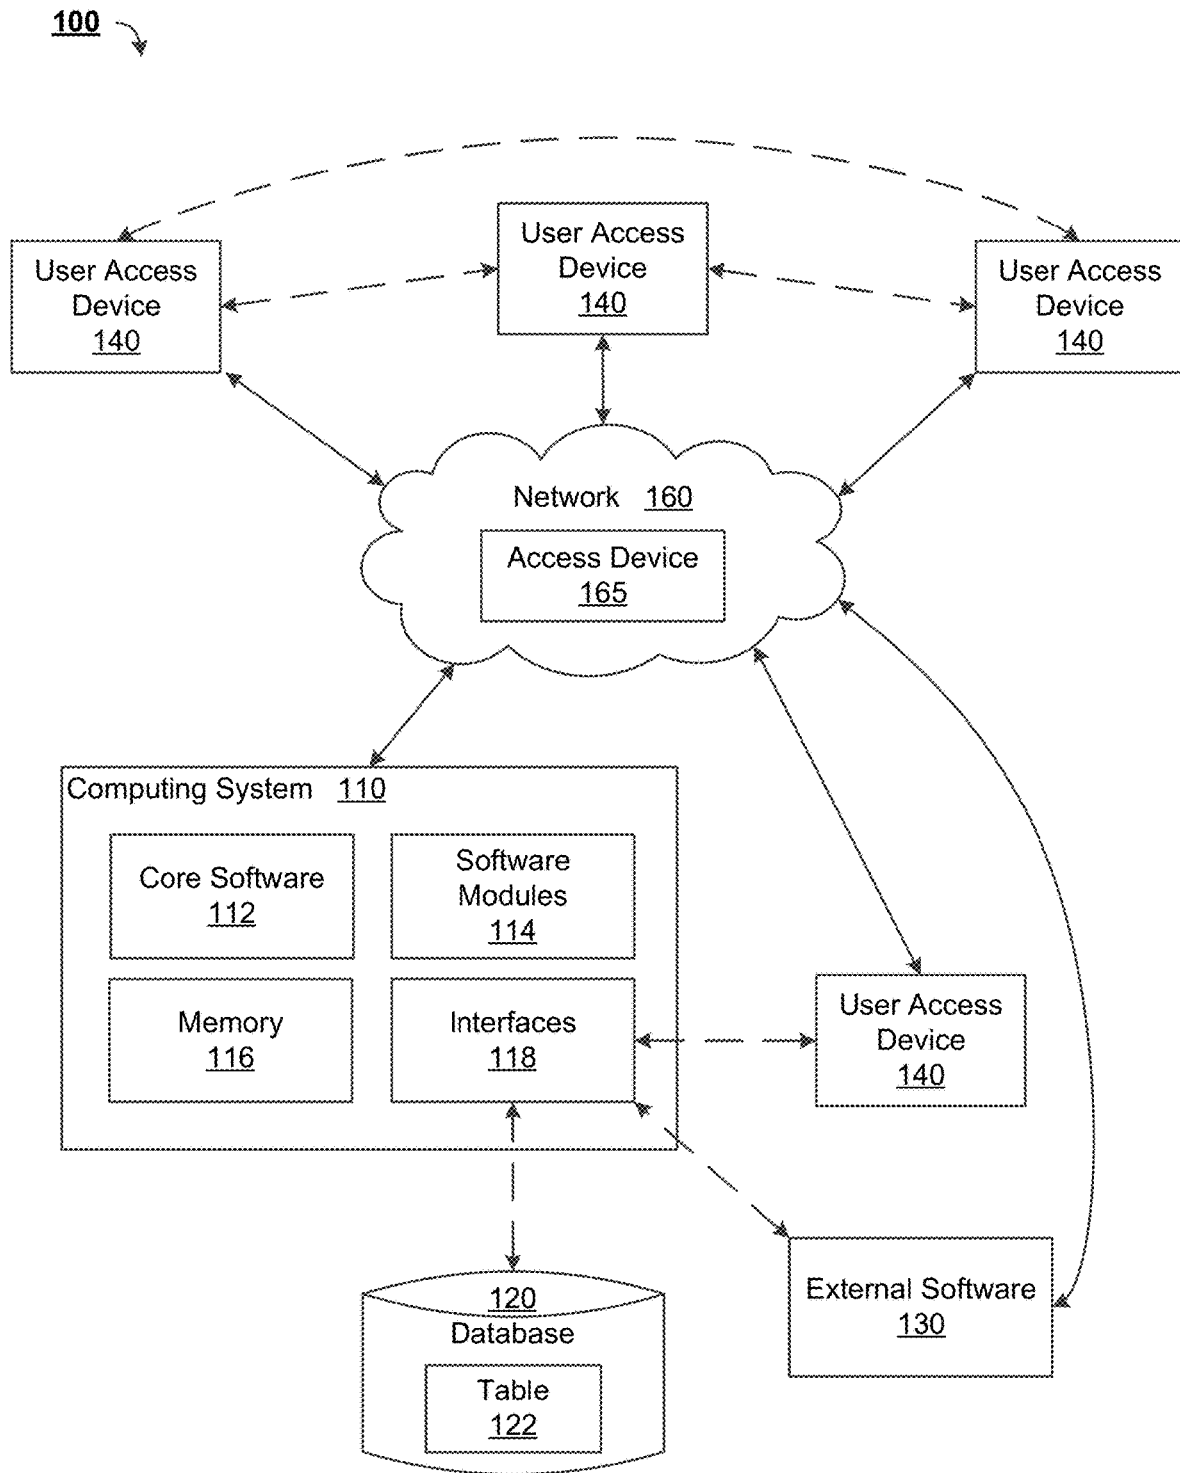 100
User Access
Device
140
User Access
Device
140
User Access
Device
140
Network 160
Access Device
165
Computing System 110
Core Software
112
Software
Modules
114
Memory
116
Interfaces
118
User Access
Device
140
120
Database
Table
122
External Software
130